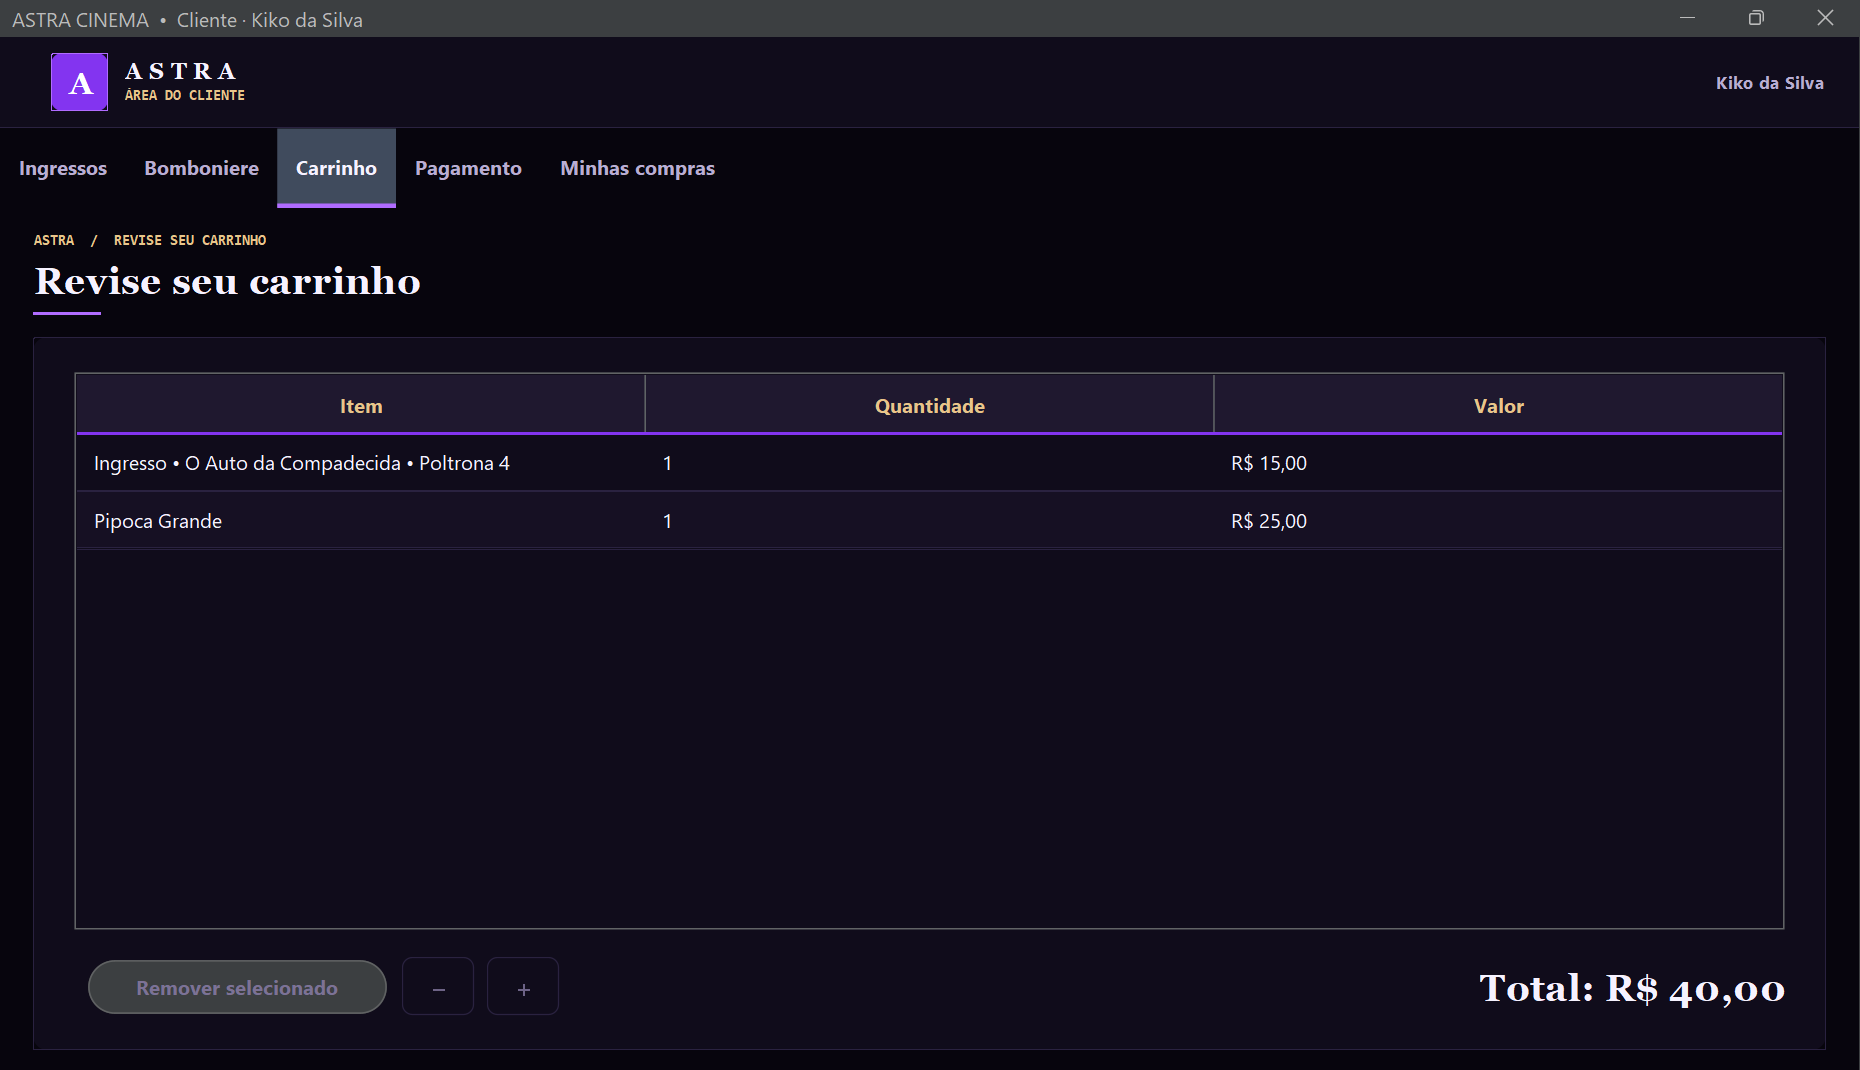 ASTRA CINEMA • Cliente · Kiko da Silva
A
ASTRA
ÁREA DO CLIENTE
Kiko da Silva
Ingressos Bomboniere Carrinho Pagamento Minhas compras
ASTRA / REVISE SEU CARRINHO
Revise seu carrinho
Item Quantidade Valor
Ingresso • O Auto da Compadecida • Poltrona 4 1 R$ 15,00
Pipoca Grande 1 R$ 25,00
Remover selecionado − + Total: R$ 40,00